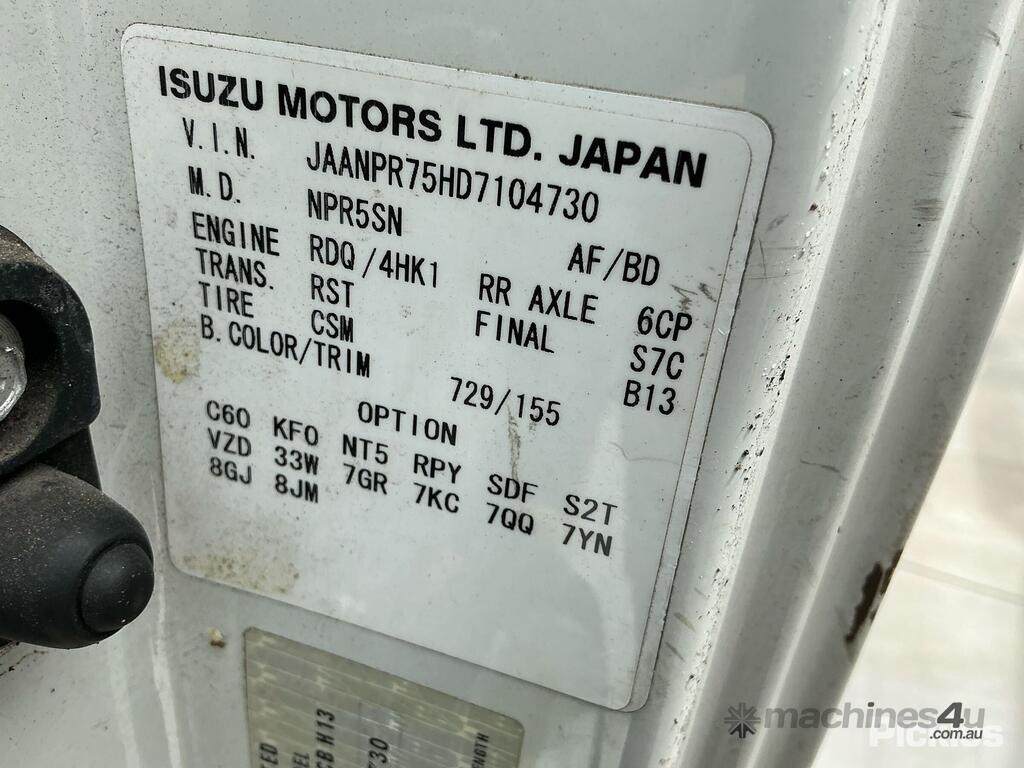 ISUZU MOTORS LTD. JAPAN
V.I.N. JAANPR75HD7104730
M.D. NPR5SN AF/BD
ENGINE RDQ/4HK1 RR AXLE 6CP
TRANS. RST FINAL S7C
TIRE CSM B13
B.COLOR/TRIM 729/155
OPTION
C60 KFO NT5 RPY SDF S2T
VZD 33W 7GR 7KC 7QQ 7YN
8GJ 8JM
H13
machines4u
.com.au
Pickles